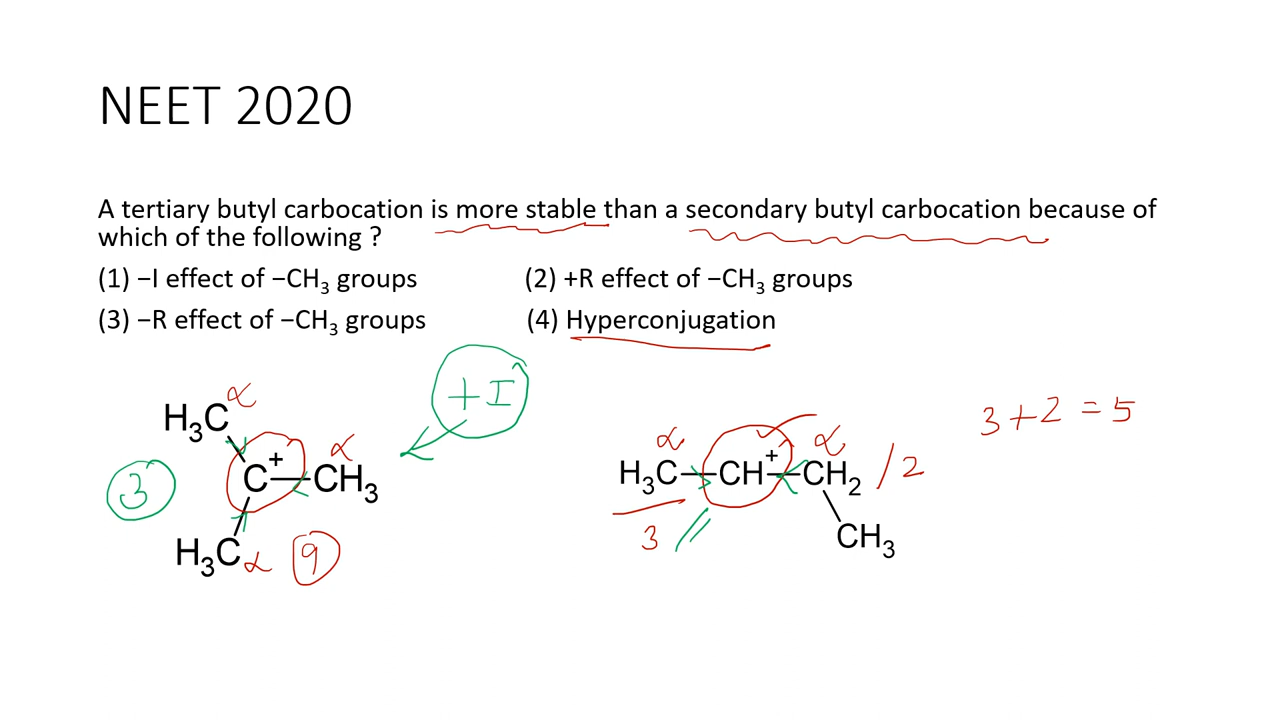 NEET 2020
A tertiary butyl carbocation is more stable than a secondary butyl carbocation because of
which of the following ?
(1) −I effect of −CH₃ groups (2) +R effect of −CH₃ groups
(3) −R effect of −CH₃ groups (4) Hyperconjugation
+I
H₃C α
C⁺—CH₃ α
3
H₃C α 9
α α
H₃C—CH⁺—CH₂ / 2
3
CH₃
3+2=5